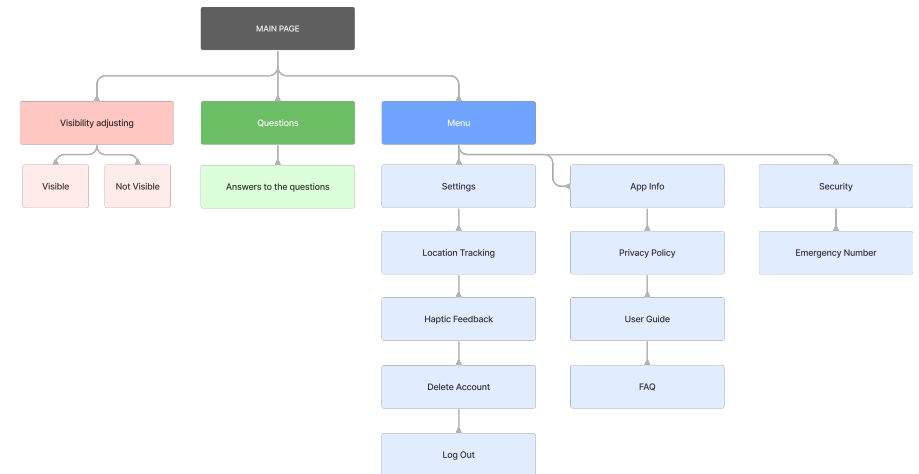 MAIN PAGE
Visibility adjusting
Questions
Menu
Visible
Not Visible
Answers to the questions
Settings
App Info
Security
Location Tracking
Privacy Policy
Emergency Number
Haptic Feedback
User Guide
Delete Account
FAQ
Log Out